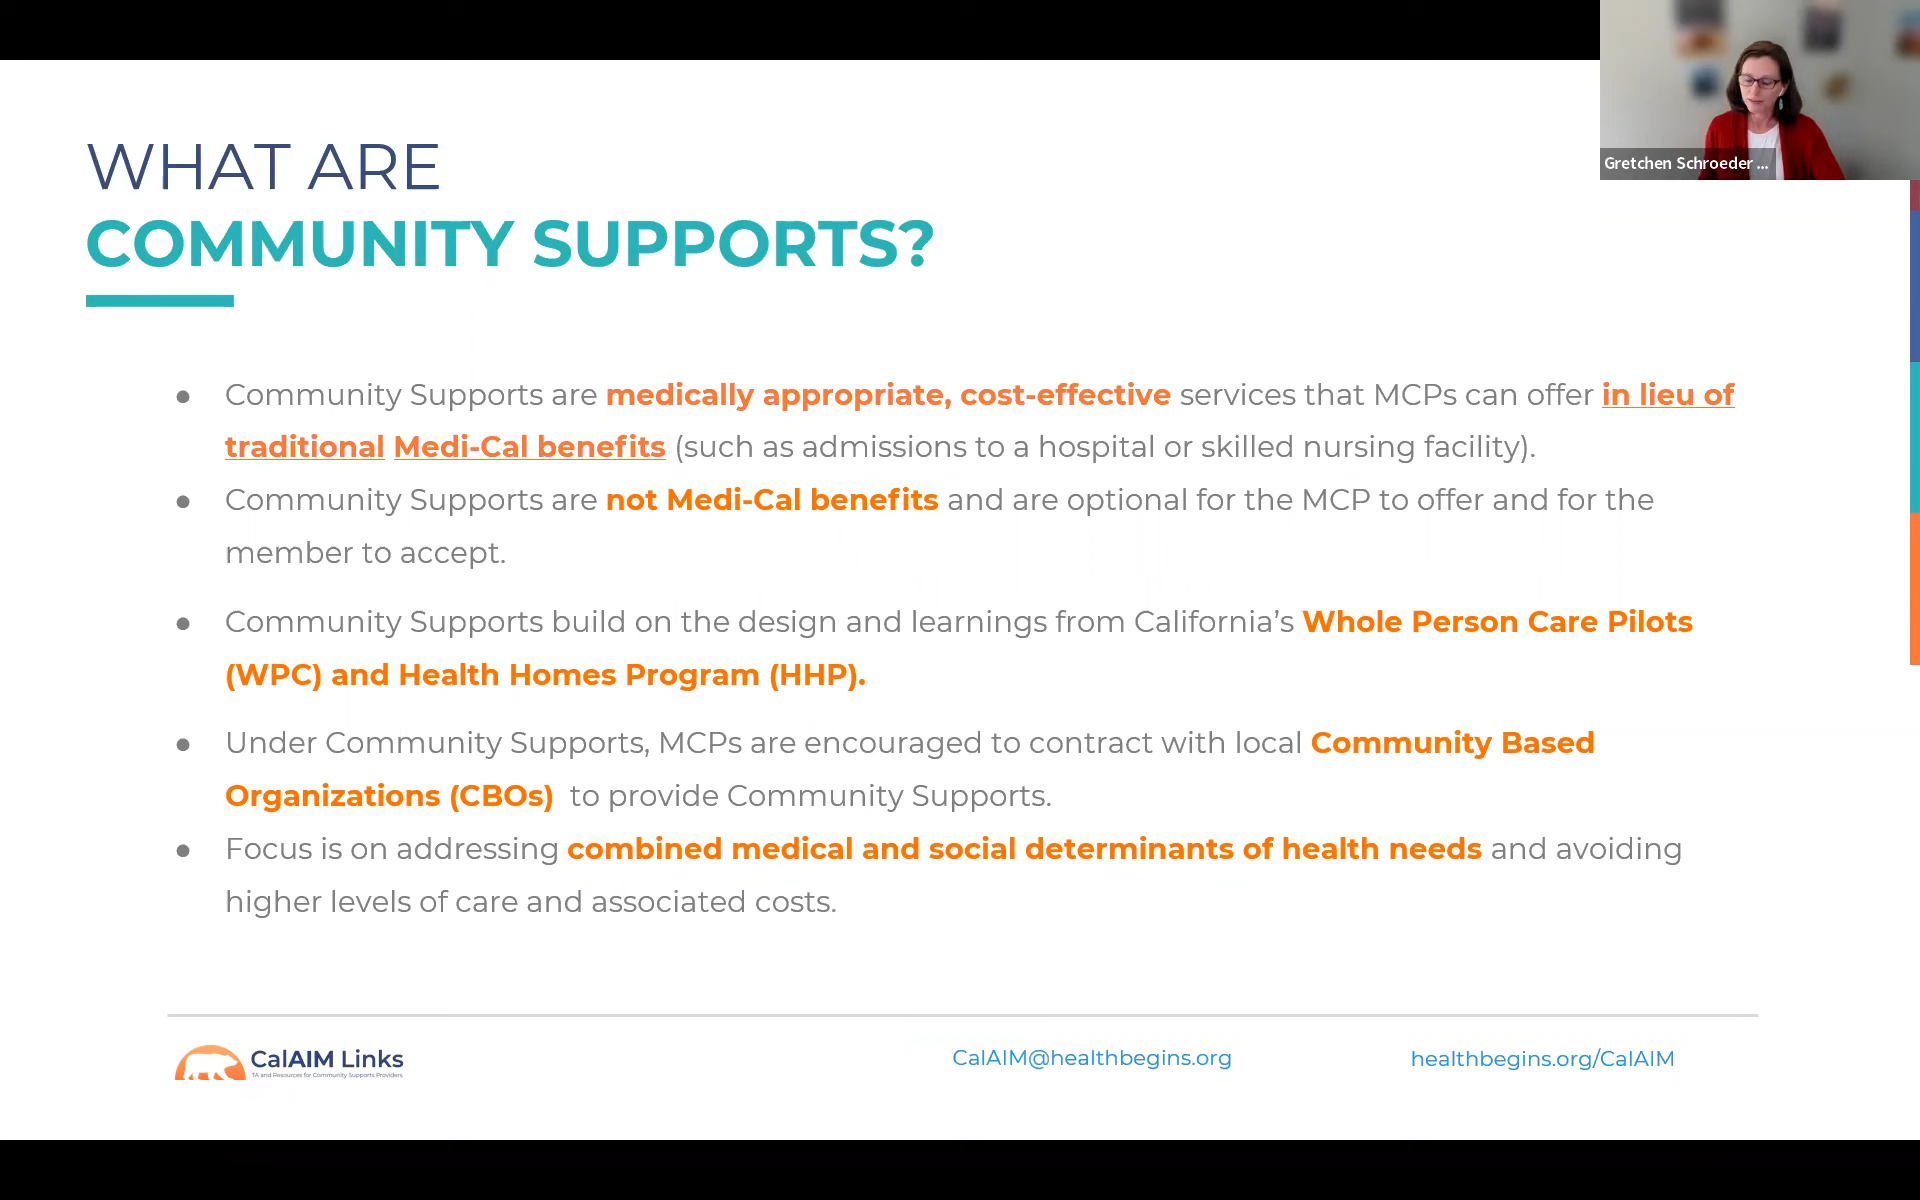 Gretchen Schroeder ...
WHAT ARE
COMMUNITY SUPPORTS?
● Community Supports are medically appropriate, cost-effective services that MCPs can offer in lieu of
traditional Medi-Cal benefits (such as admissions to a hospital or skilled nursing facility).
● Community Supports are not Medi-Cal benefits and are optional for the MCP to offer and for the
member to accept.
● Community Supports build on the design and learnings from California’s Whole Person Care Pilots
(WPC) and Health Homes Program (HHP).
● Under Community Supports, MCPs are encouraged to contract with local Community Based
Organizations (CBOs) to provide Community Supports.
● Focus is on addressing combined medical and social determinants of health needs and avoiding
higher levels of care and associated costs.
CalAIM Links
TA and Resources for Community Supports Providers
CalAIM@healthbegins.org
healthbegins.org/CalAIM